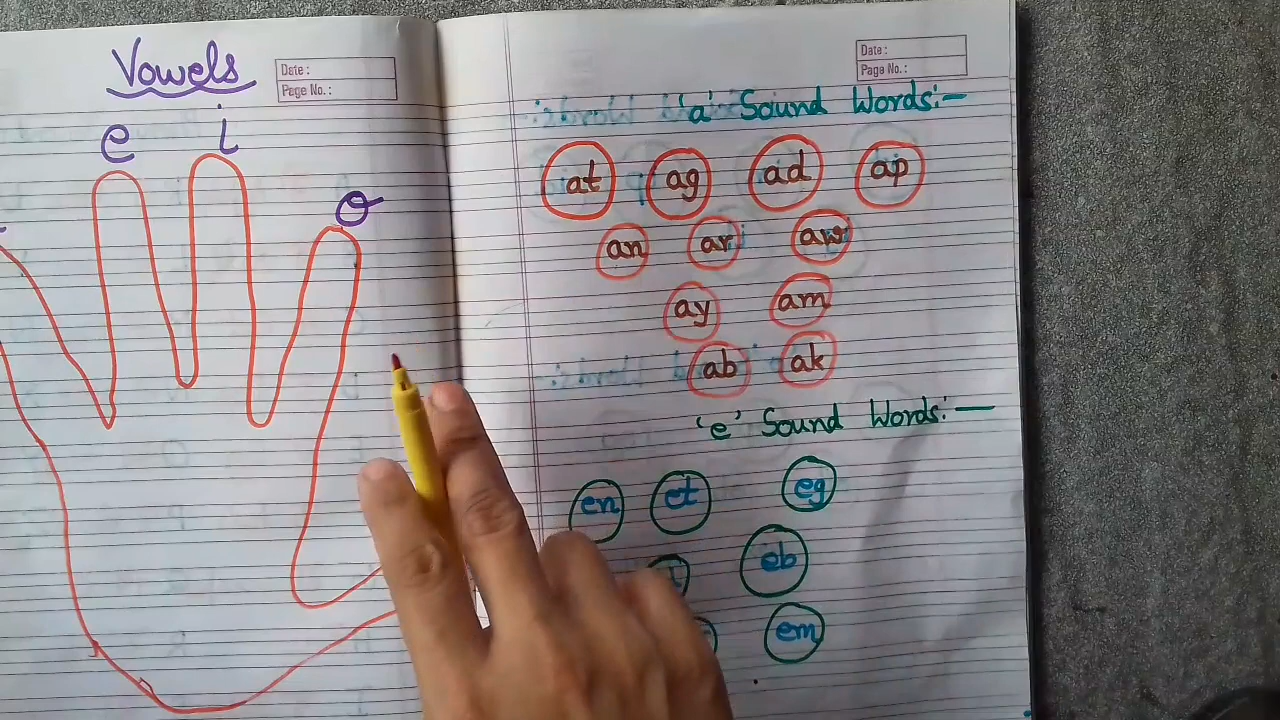 Vowels
Date :
Page No. :
e i
o
Date :
Page No. :
'a' Sound Words:-
at ag ad ap
an ar aw
ay am
ab ak
'e' Sound Words:-
en et eg
eb
em